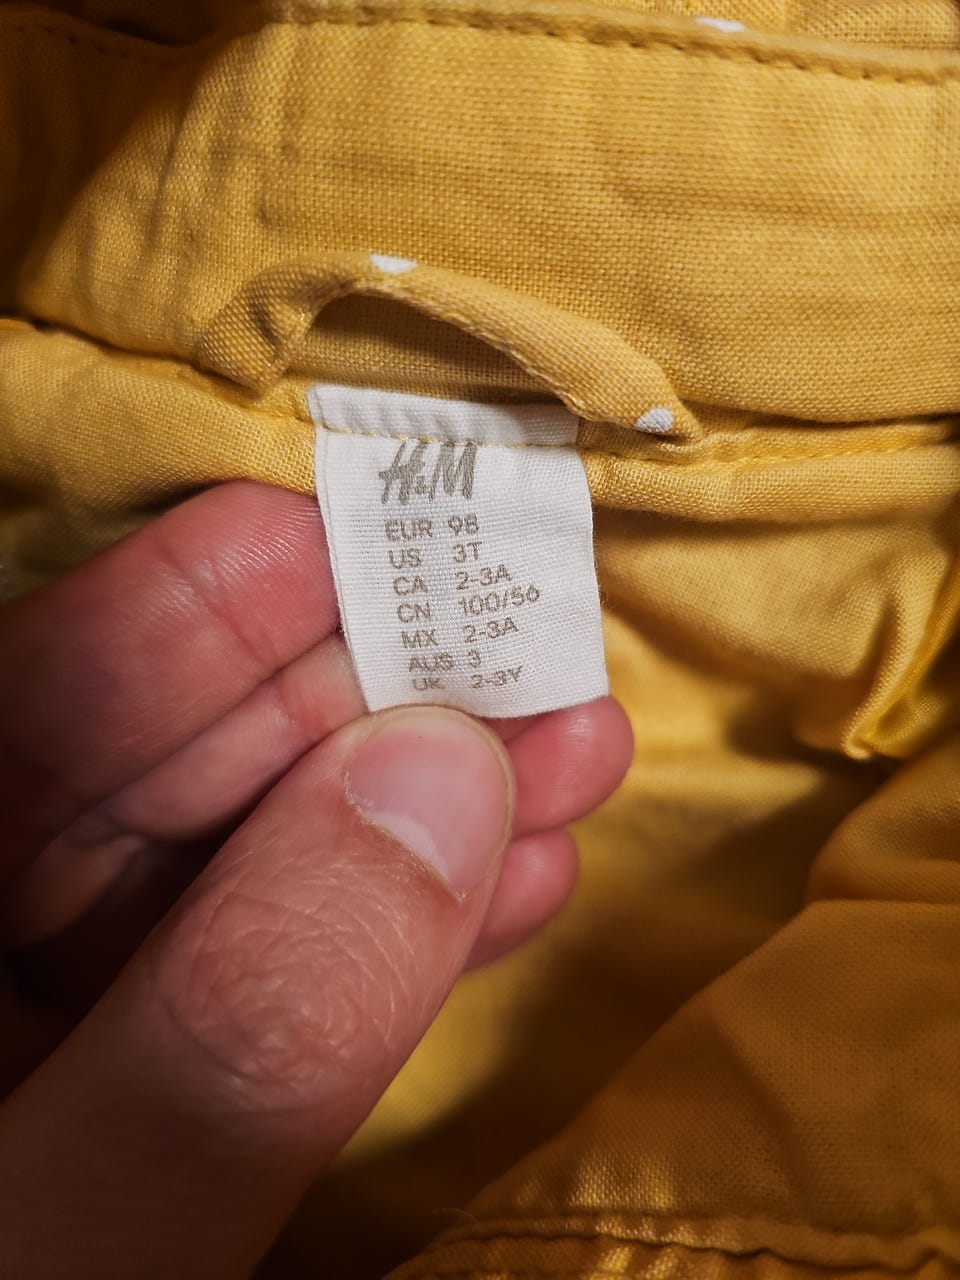 H&M
EUR 98
US 3T
CA 2-3A
CN 100/56
MX 2-3A
AUS 3
UK 2-3Y